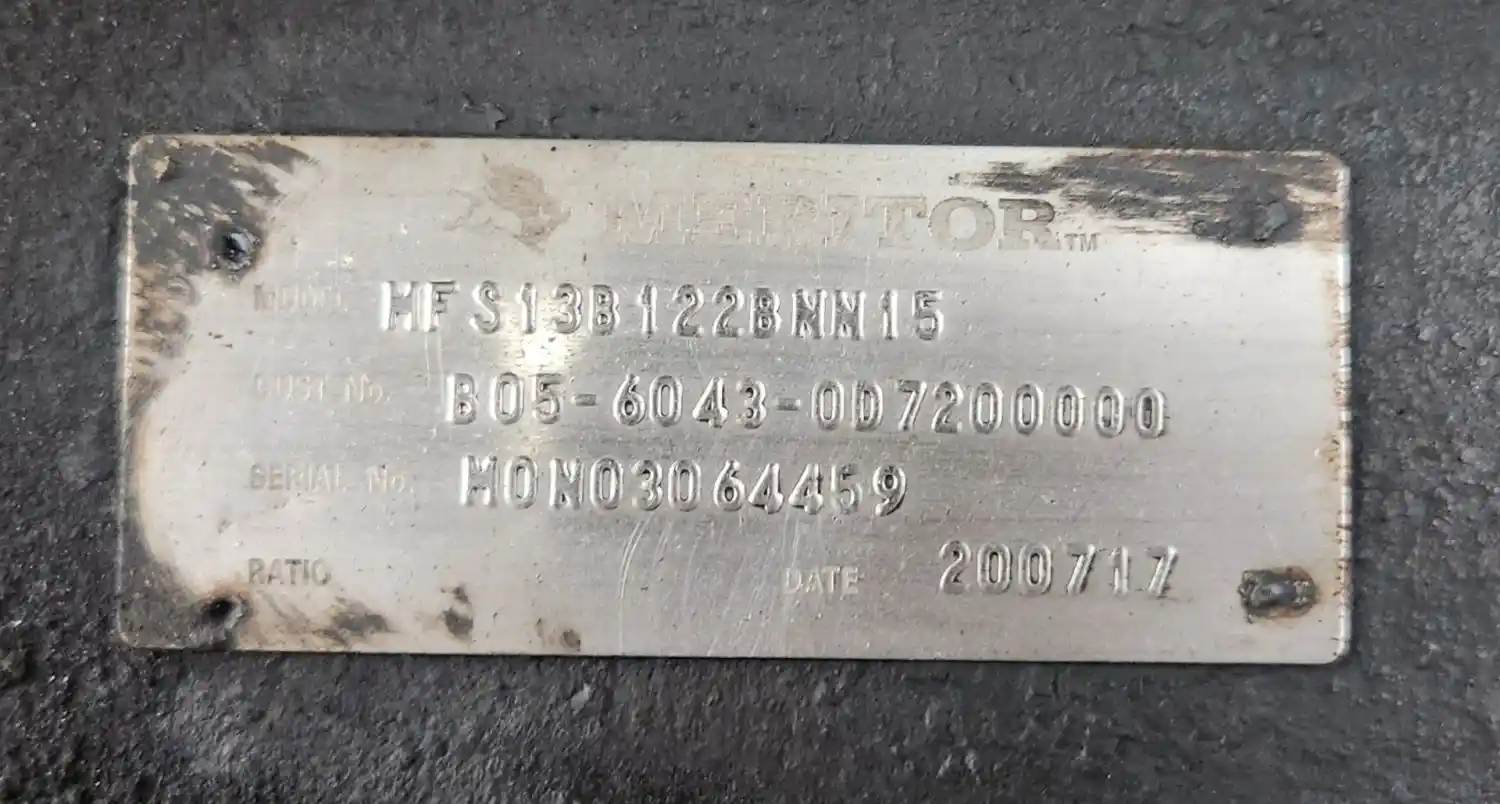 MERITOR™
MODEL MFS13B122BNN15
CUST. No. B05-6043-0D7200000
SERIAL No. MON03064459
RATIO DATE 200717